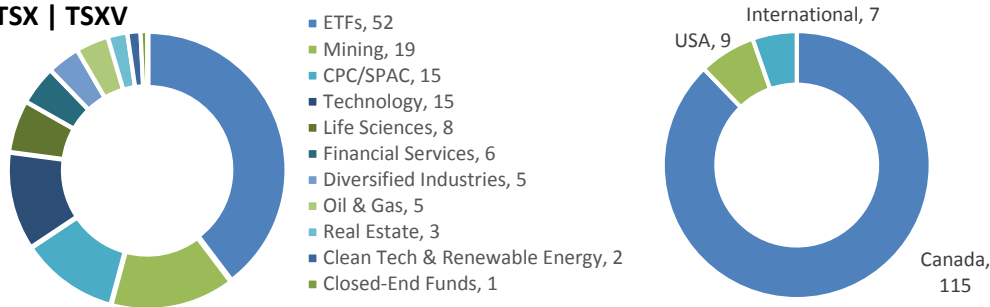 TSX | TSXV
ETFs, 52
Mining, 19
CPC/SPAC, 15
Technology, 15
Life Sciences, 8
Financial Services, 6
Diversified Industries, 5
Oil & Gas, 5
Real Estate, 3
Clean Tech & Renewable Energy, 2
Closed-End Funds, 1
International, 7
USA, 9
Canada,
115